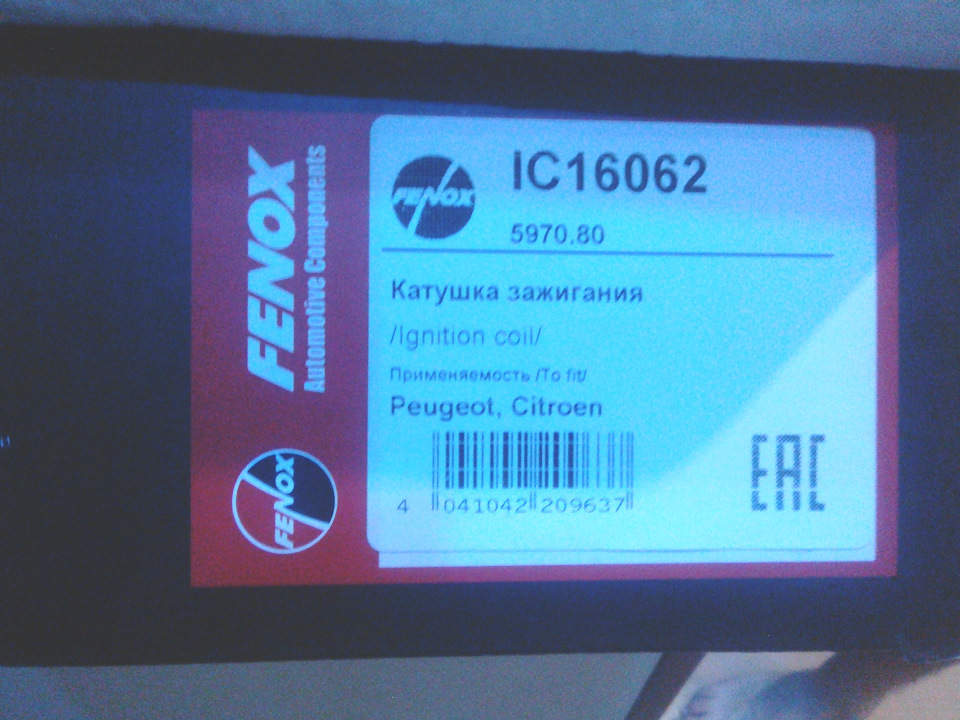 FENOX
Automotive Components
FENOX
FENOX
IC16062
5970.80
Катушка зажигания
/Ignition coil/
Применяемость /To fit/
Peugeot, Citroen
4 041042 209637
EAC